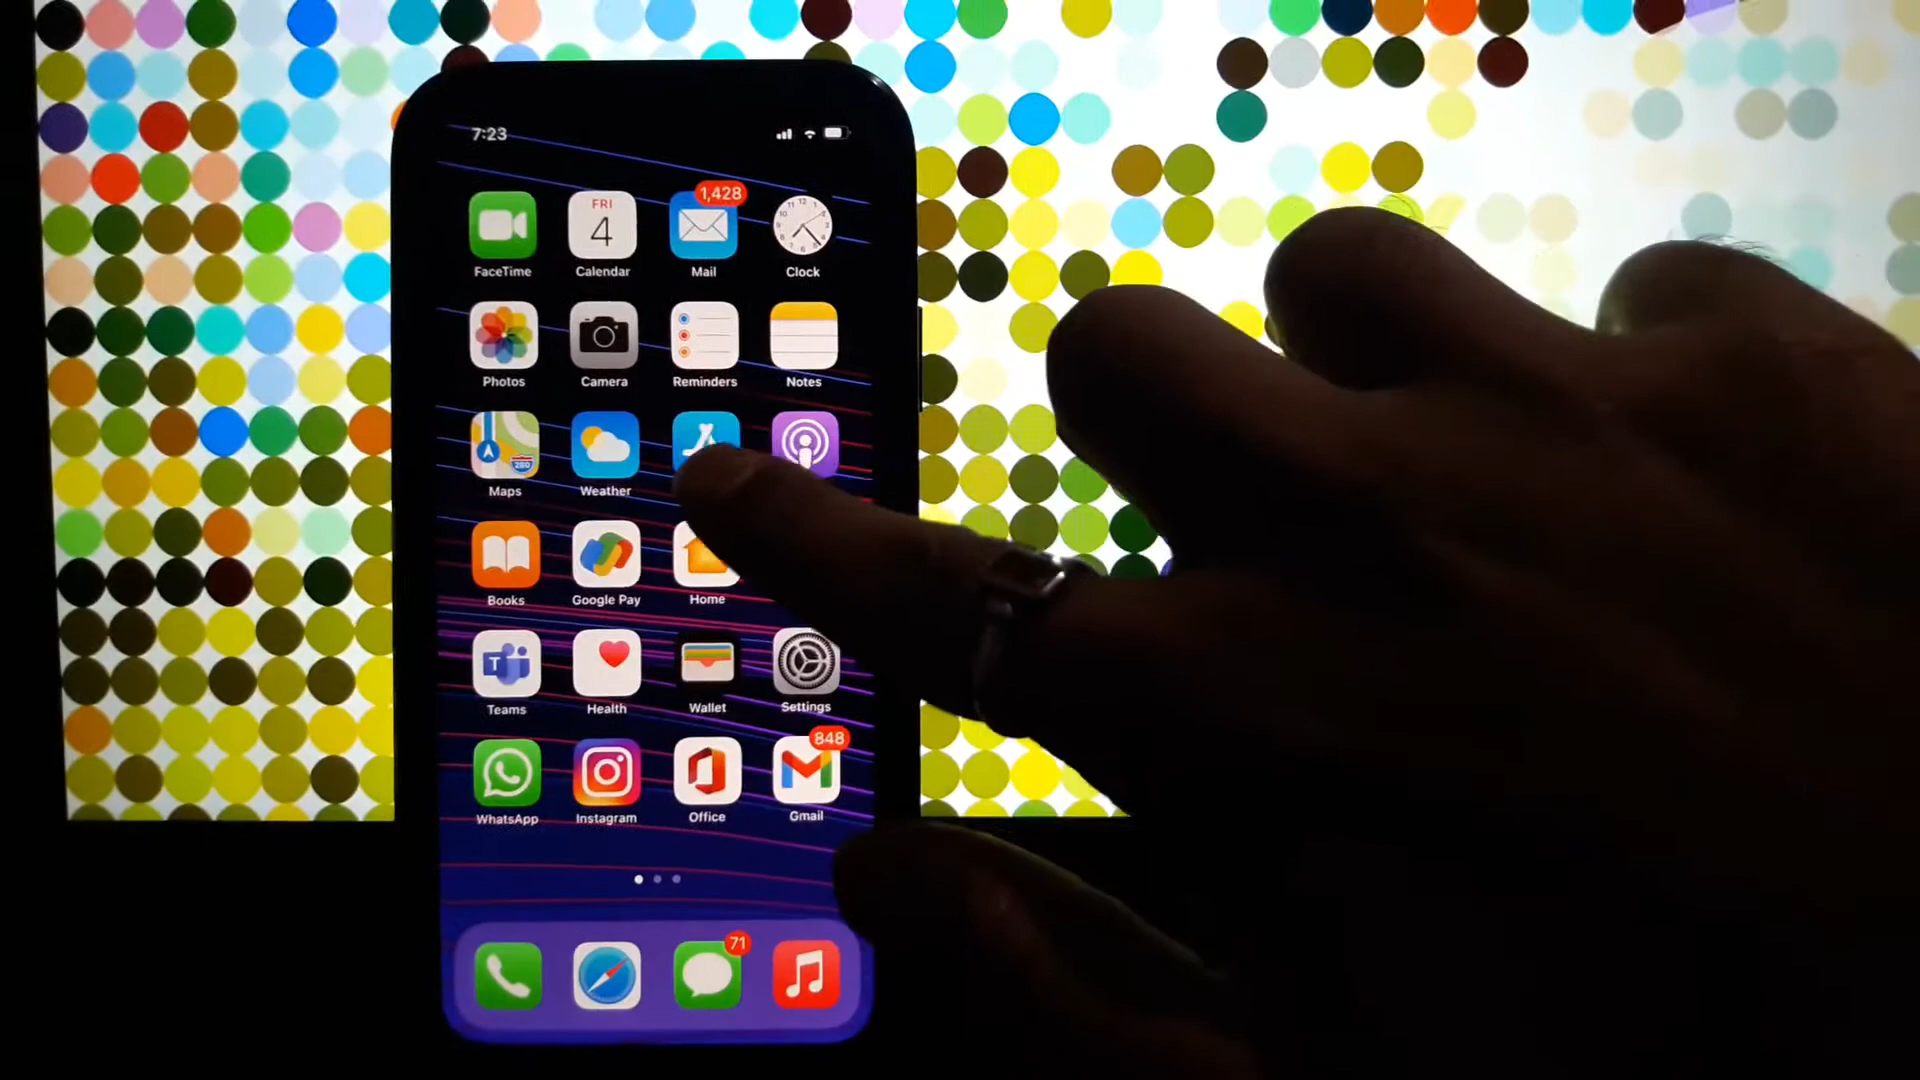 7:23
FRI
4
1,428
FaceTime
Calendar
Mail
Clock
Photos
Camera
Reminders
Notes
280
Maps
Weather
Books
Google Pay
Home
T
Teams
Health
Wallet
Settings
848
WhatsApp
Instagram
Office
Gmail
71